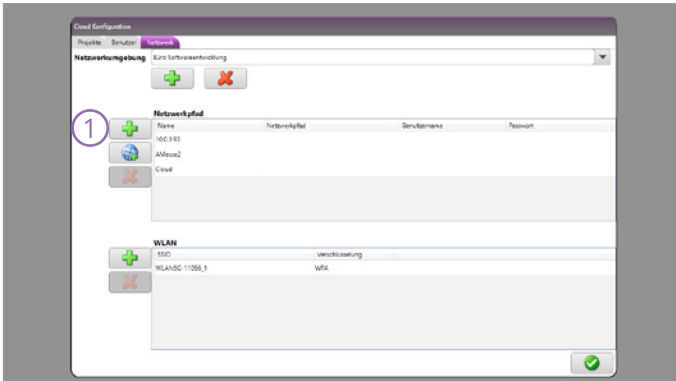 Cloud Konfiguration
Projekte Benutzer Netzwerk
Netzwerkumgebung Büro Softwareentwicklung
Netzwerkpfad
1
Name Netzwerkpfad Benutzername Passwort
AMesse2
Cloud
WLAN
SSID Verschlüsselung
WLAN5G-11056_1 WPA